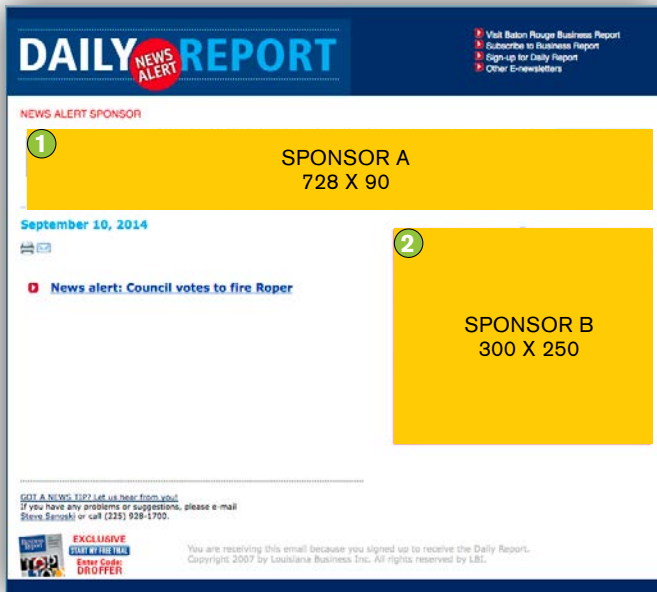 DAILY NEWS ALERT REPORT
Visit Baton Rouge Business Report
Subscribe to Business Report
Sign-up for Daily Report
Other E-newsletters
NEWS ALERT SPONSOR
1
SPONSOR A
728 X 90
September 10, 2014
2
News alert: Council votes to fire Roper
SPONSOR B
300 X 250
GOT A NEWS TIP? Let us hear from you!
If you have any problems or suggestions, please e-mail
Steve Sanoski or call (225) 928-1700.
Business Report
EXCLUSIVE
START MY FREE TRIAL
Enter Code:
DROFFER
You are receiving this email because you signed up to receive the Daily Report.
Copyright 2007 by Louisiana Business Inc. All rights reserved by LBI.